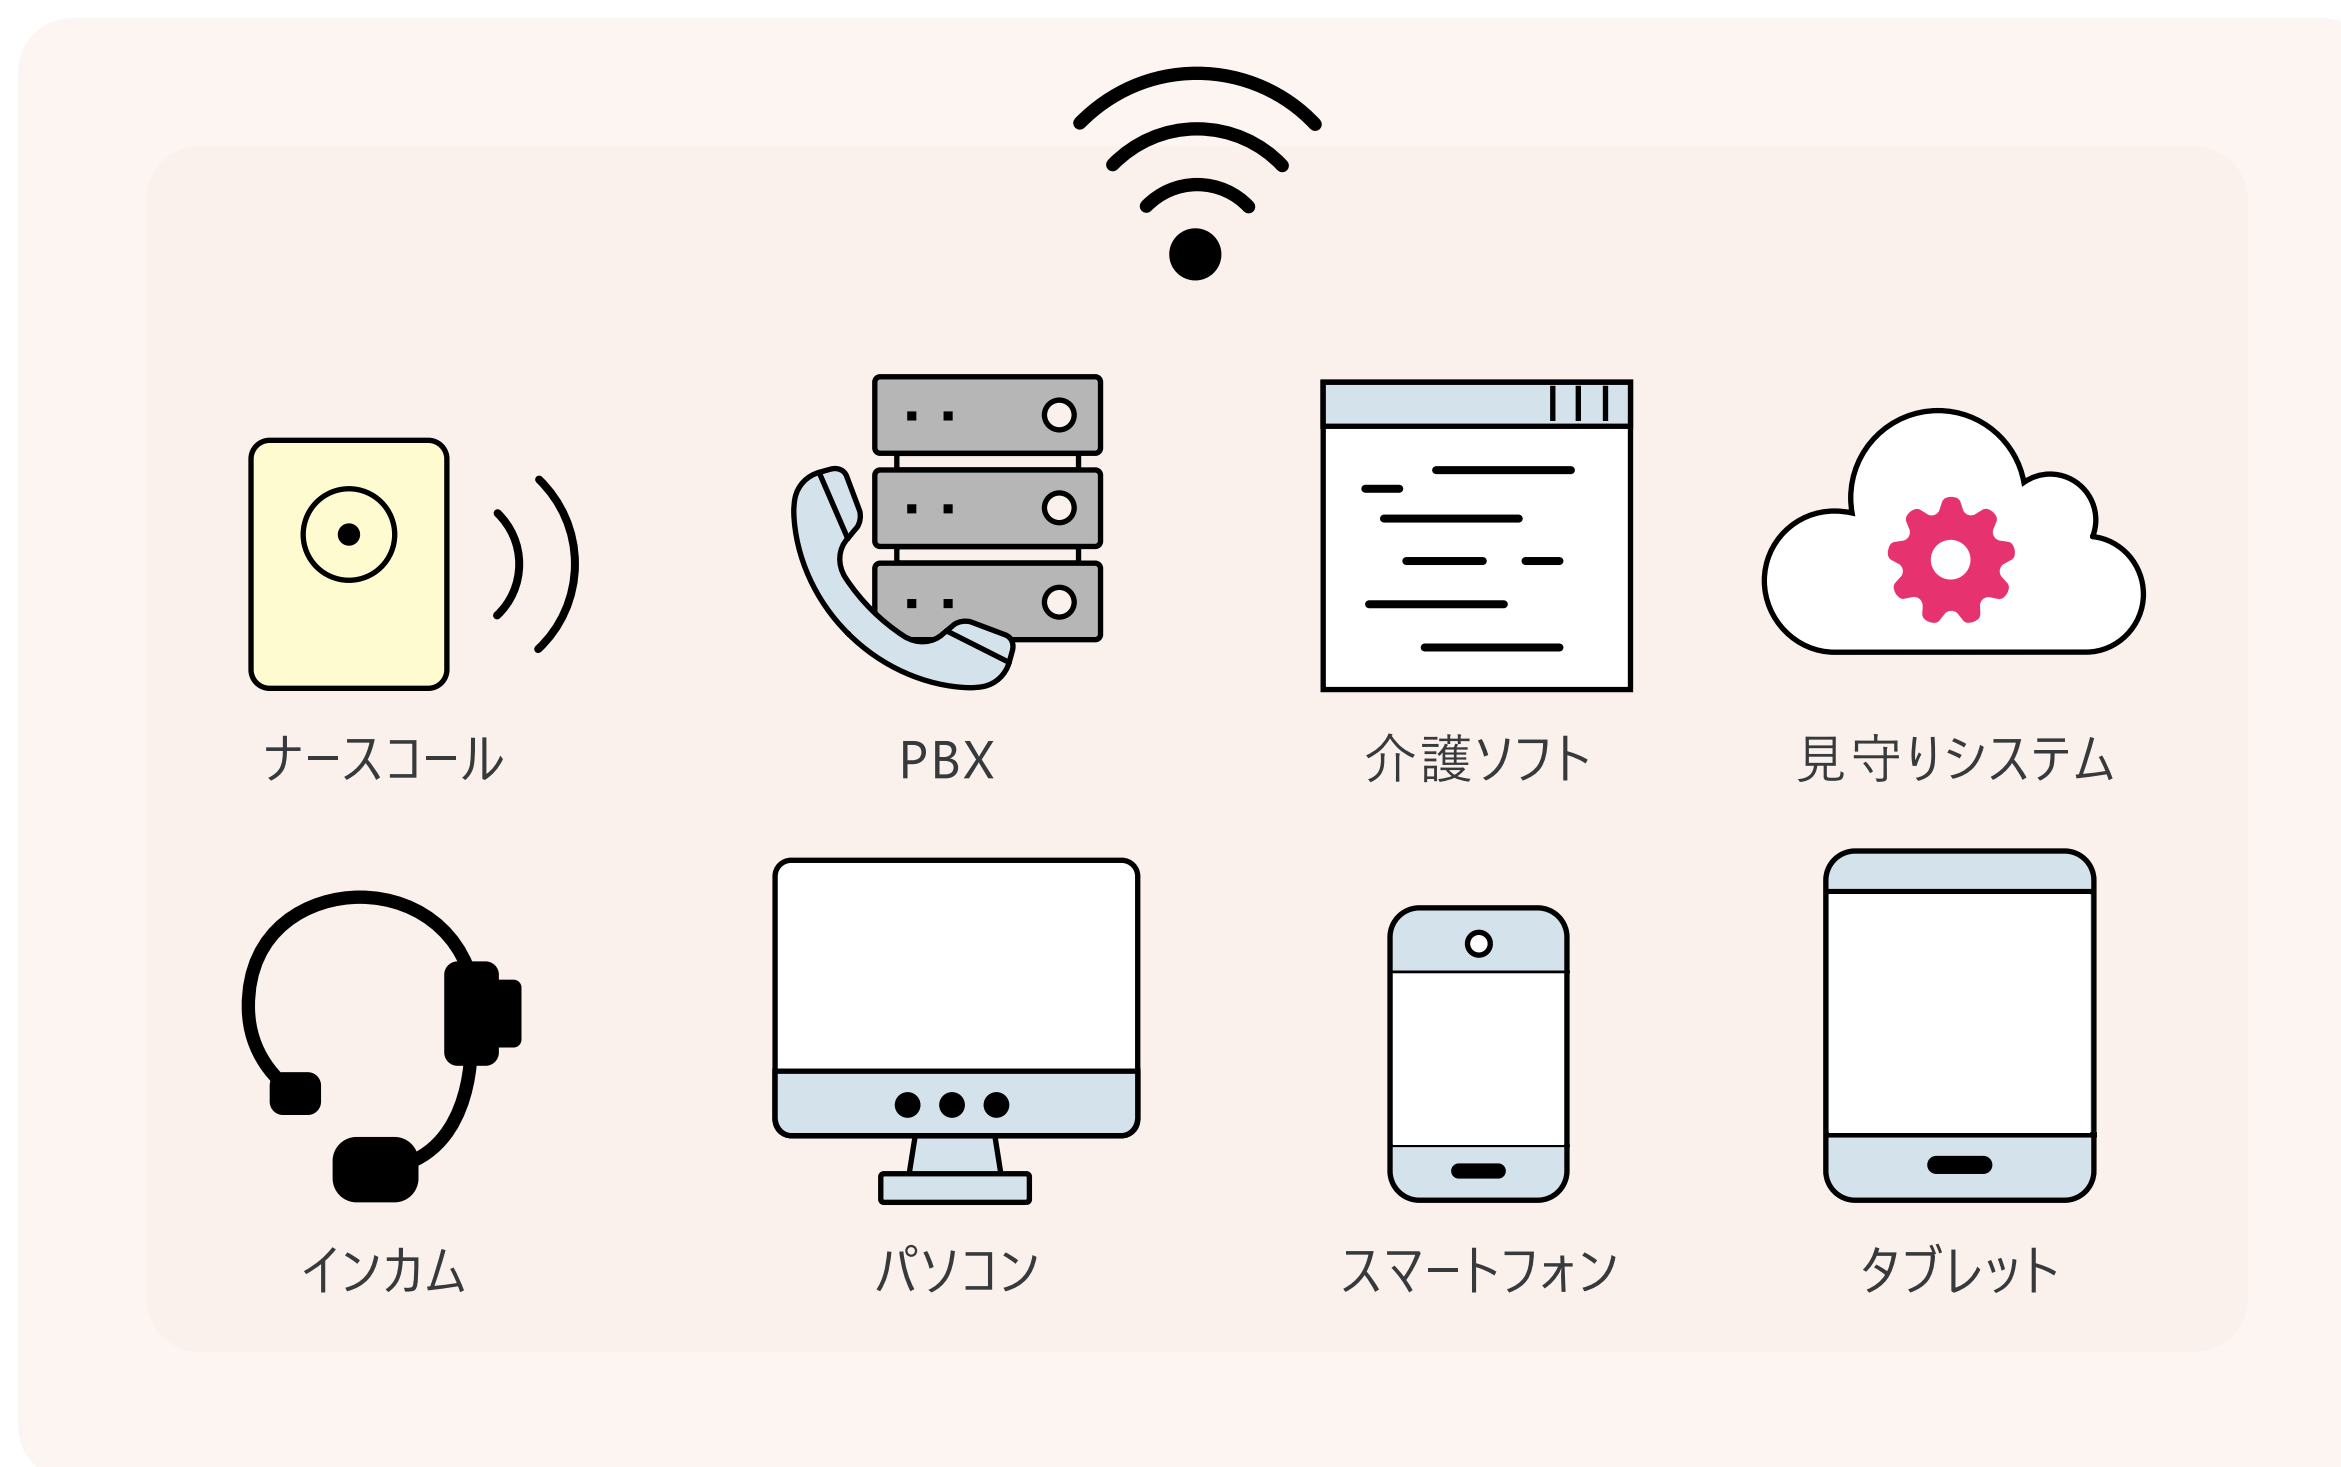 ナースコール
PBX
介護ソフト
見守りシステム
インカム
パソコン
スマートフォン
タブレット